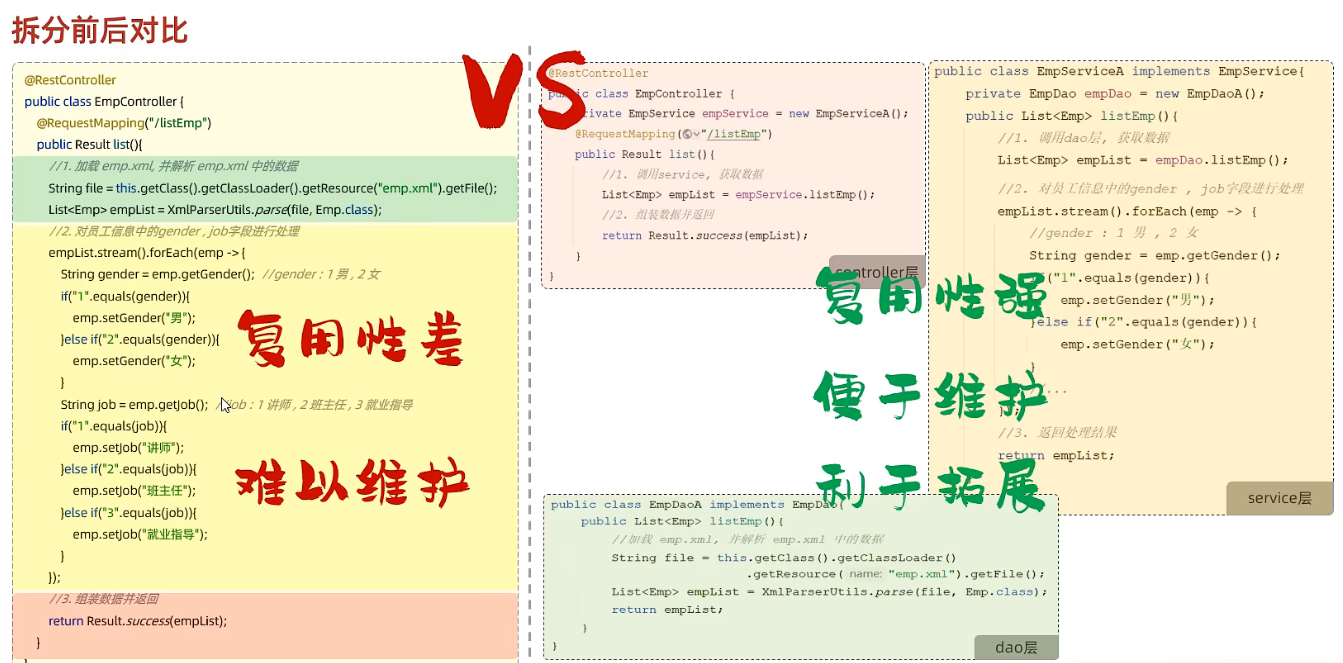 拆分前后对比
VS
@RestController
public class EmpController {
@RequestMapping("/listEmp")
public Result list(){
//1. 加载 emp.xml, 并解析 emp.xml 中的数据
String file = this.getClass().getClassLoader().getResource("emp.xml").getFile();
List<Emp> empList = XmlParserUtils.parse(file, Emp.class);
//2. 对员工信息中的gender , job字段进行处理
empList.stream().forEach(emp -> {
String gender = emp.getGender(); //gender : 1 男 , 2 女
if("1".equals(gender)){
emp.setGender("男");
}else if("2".equals(gender)){
emp.setGender("女");
}
String job = emp.getJob(); //job : 1 讲师 , 2 班主任 , 3 就业指导
if("1".equals(job)){
emp.setJob("讲师");
}else if("2".equals(job)){
emp.setJob("班主任");
}else if("3".equals(job)){
emp.setJob("就业指导");
}
});
//3. 组装数据并返回
return Result.success(empList);
}
复用性差
难以维护
@RestController
public class EmpController {
private EmpService empService = new EmpServiceA();
@RequestMapping("/listEmp")
public Result list(){
//1. 调用service, 获取数据
List<Emp> empList = empService.listEmp();
//2. 组装数据并返回
return Result.success(empList);
}
}
controller层
public class EmpServiceA implements EmpService{
private EmpDao empDao = new EmpDaoA();
public List<Emp> listEmp(){
//1. 调用dao层, 获取数据
List<Emp> empList = empDao.listEmp();
//2. 对员工信息中的gender , job字段进行处理
empList.stream().forEach(emp -> {
//gender : 1 男 , 2 女
String gender = emp.getGender();
if("1".equals(gender)){
emp.setGender("男");
}else if("2".equals(gender)){
emp.setGender("女");
}
//...
});
//3. 返回处理结果
return empList;
service层
复用性强
便于维护
利于拓展
public class EmpDaoA implements EmpDao{
public List<Emp> listEmp(){
//加载 emp.xml, 并解析 emp.xml 中的数据
String file = this.getClass().getClassLoader()
.getResource( name: "emp.xml").getFile();
List<Emp> empList = XmlParserUtils.parse(file, Emp.class);
return empList;
}
}
dao层